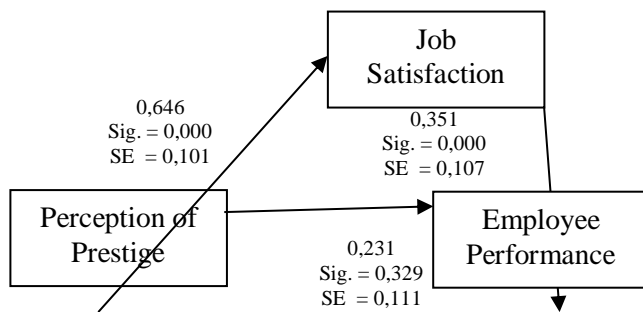 Job
Satisfaction
0,646
Sig. = 0,000
SE = 0,101
0,351
Sig. = 0,000
SE = 0,107
Perception of
Prestige
Employee
Performance
0,231
Sig. = 0,329
SE = 0,111